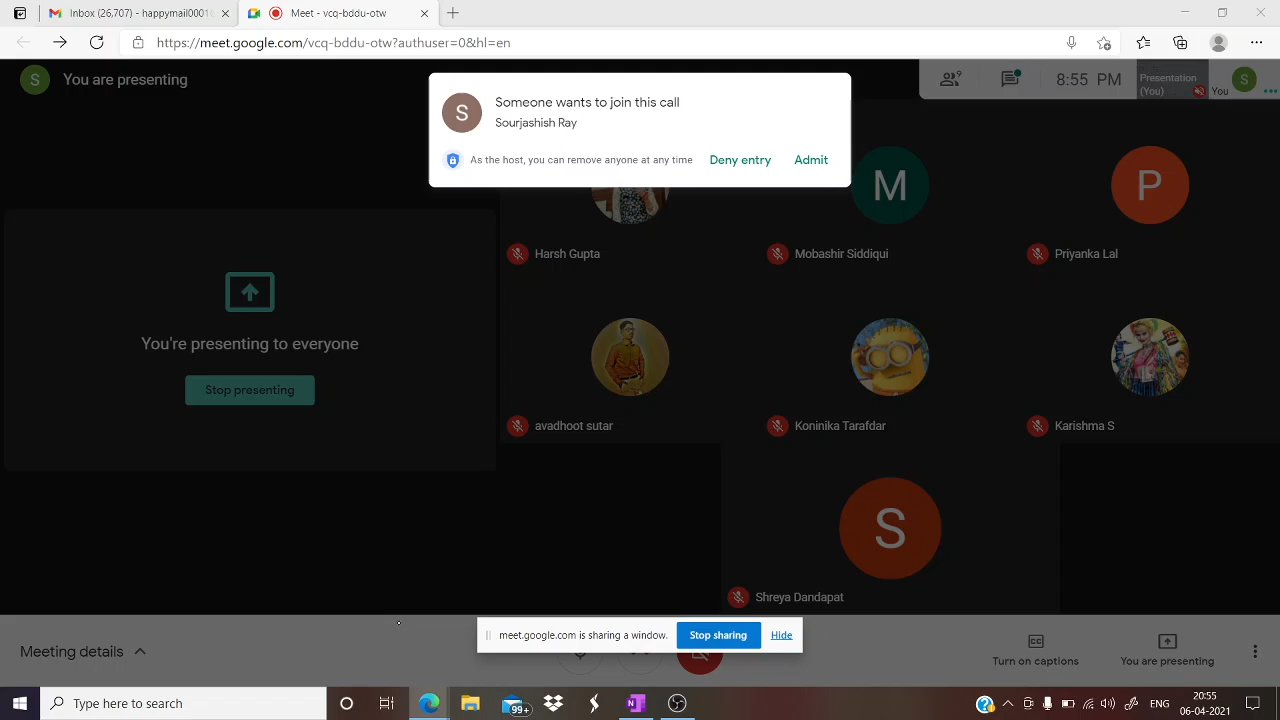 Inbox (26,707) - happymail0001
Meet - vcq-bddu-otw
https://meet.google.com/vcq-bddu-otw?authuser=0&hl=en
S
You are presenting
9
8:55 PM
Presentation
(You)
You
S
S
Someone wants to join this call
Sourjashish Ray
As the host, you can remove anyone at any time
Deny entry
Admit
M
P
Harsh Gupta
Mobashir Siddiqui
Priyanka Lal
You're presenting to everyone
Stop presenting
avadhoot sutar
Koninika Tarafdar
Karishma S
S
Shreya Dandapat
meet.google.com is sharing a window.
Stop sharing
Hide
Meeting details
Turn on captions
You are presenting
Type here to search
99+
ENG
20:55
06-04-2021